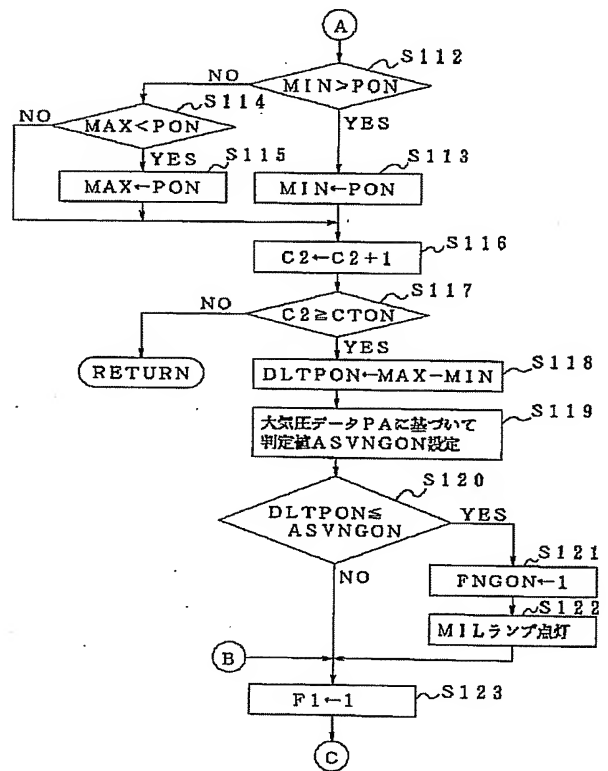 A
S112
MIN>PON
NO
YES
S114
MAX<PON
NO
YES
S115
MAX←PON
S113
MIN←PON
S116
C2←C2+1
S117
C2≧CTON
NO
YES
RETURN
S118
DLTPON←MAX−MIN
S119
大気圧データPAに基づいて
判定値ASVNGON設定
S120
DLTPON≦
ASVNGON
YES
NO
S121
FNGON←1
S122
MILランプ点灯
B
S123
F1←1
C